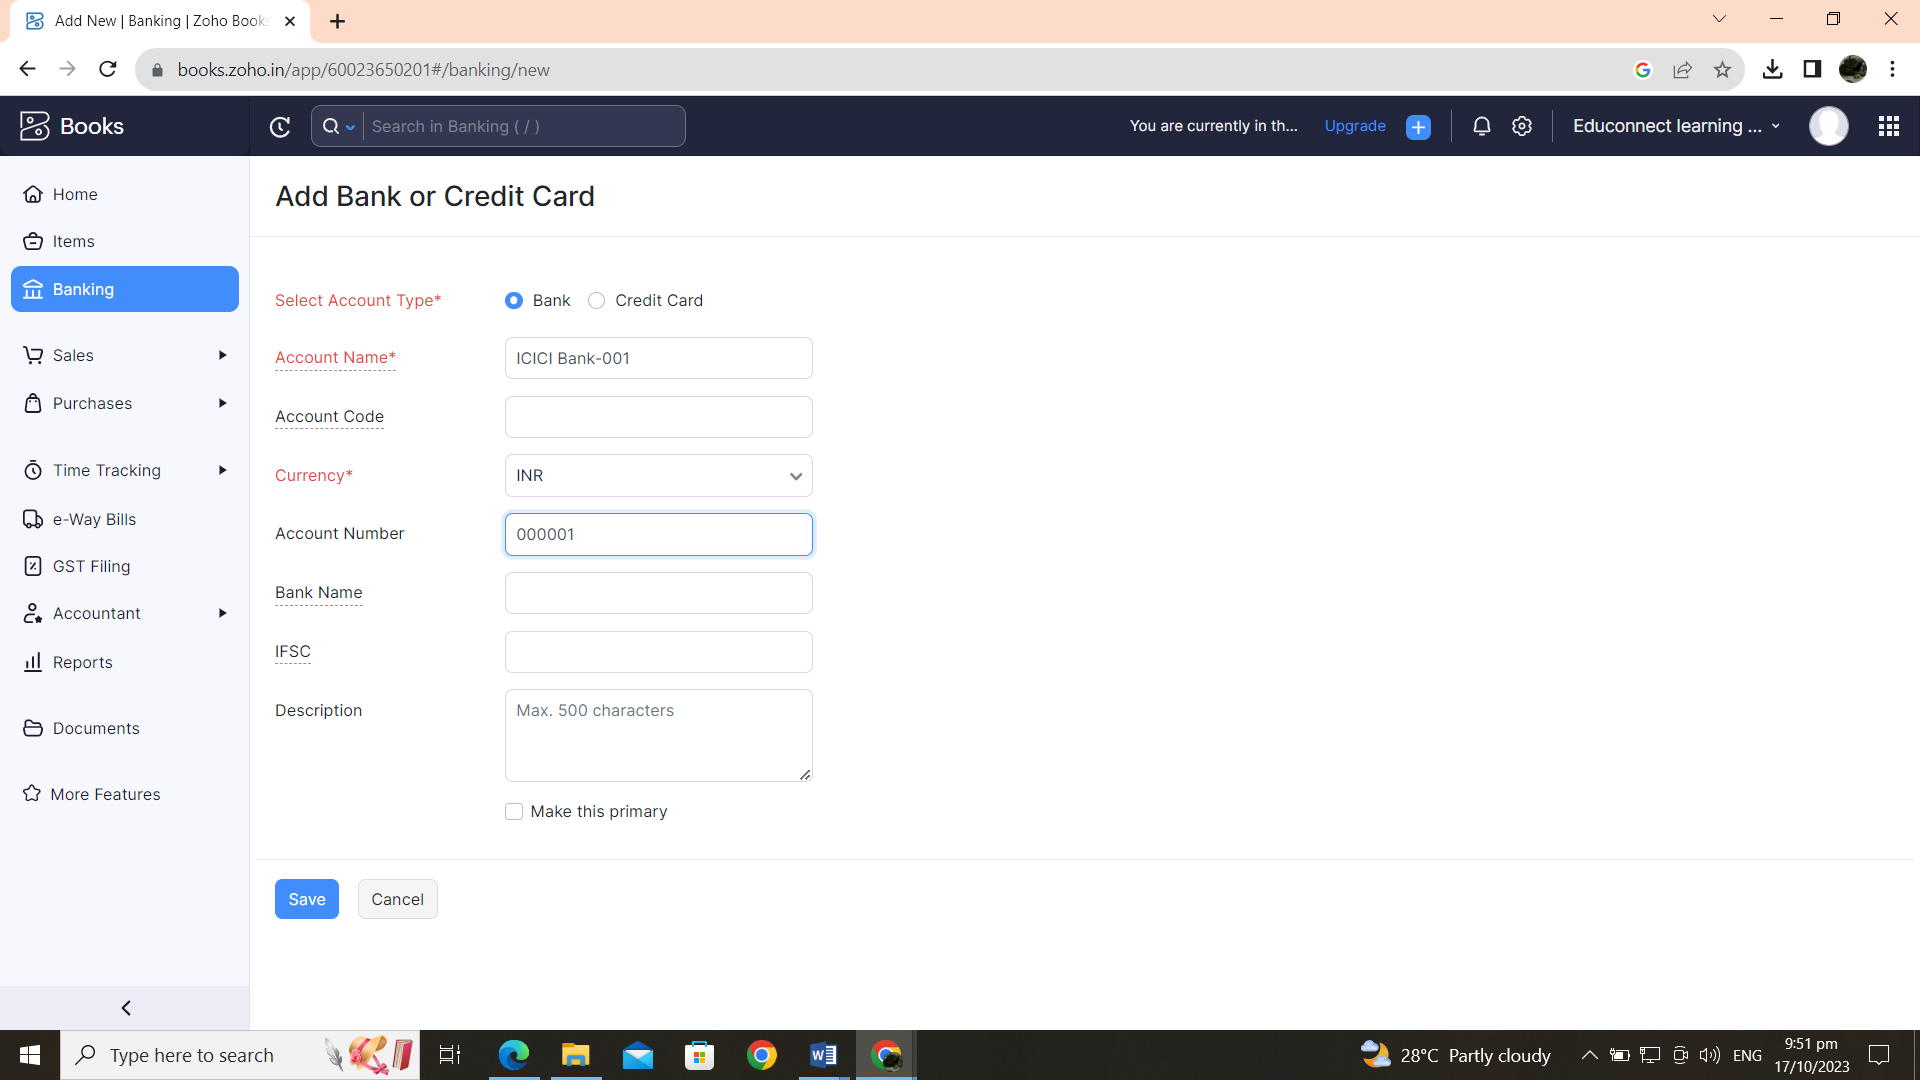 Add New | Banking | Zoho Books
books.zoho.in/app/60023650201#/banking/new
Books
Search in Banking ( / )
You are currently in th...
Upgrade
Educonnect learning ...
Home
Items
Banking
Sales
Purchases
Time Tracking
e-Way Bills
GST Filing
Accountant
Reports
Documents
More Features
Add Bank or Credit Card
Select Account Type*
Bank
Credit Card
Account Name*
ICICI Bank-001
Account Code
Currency*
INR
Account Number
000001
Bank Name
IFSC
Description
Max. 500 characters
Make this primary
Save
Cancel
Type here to search
28°C Partly cloudy
ENG
9:51 pm
17/10/2023